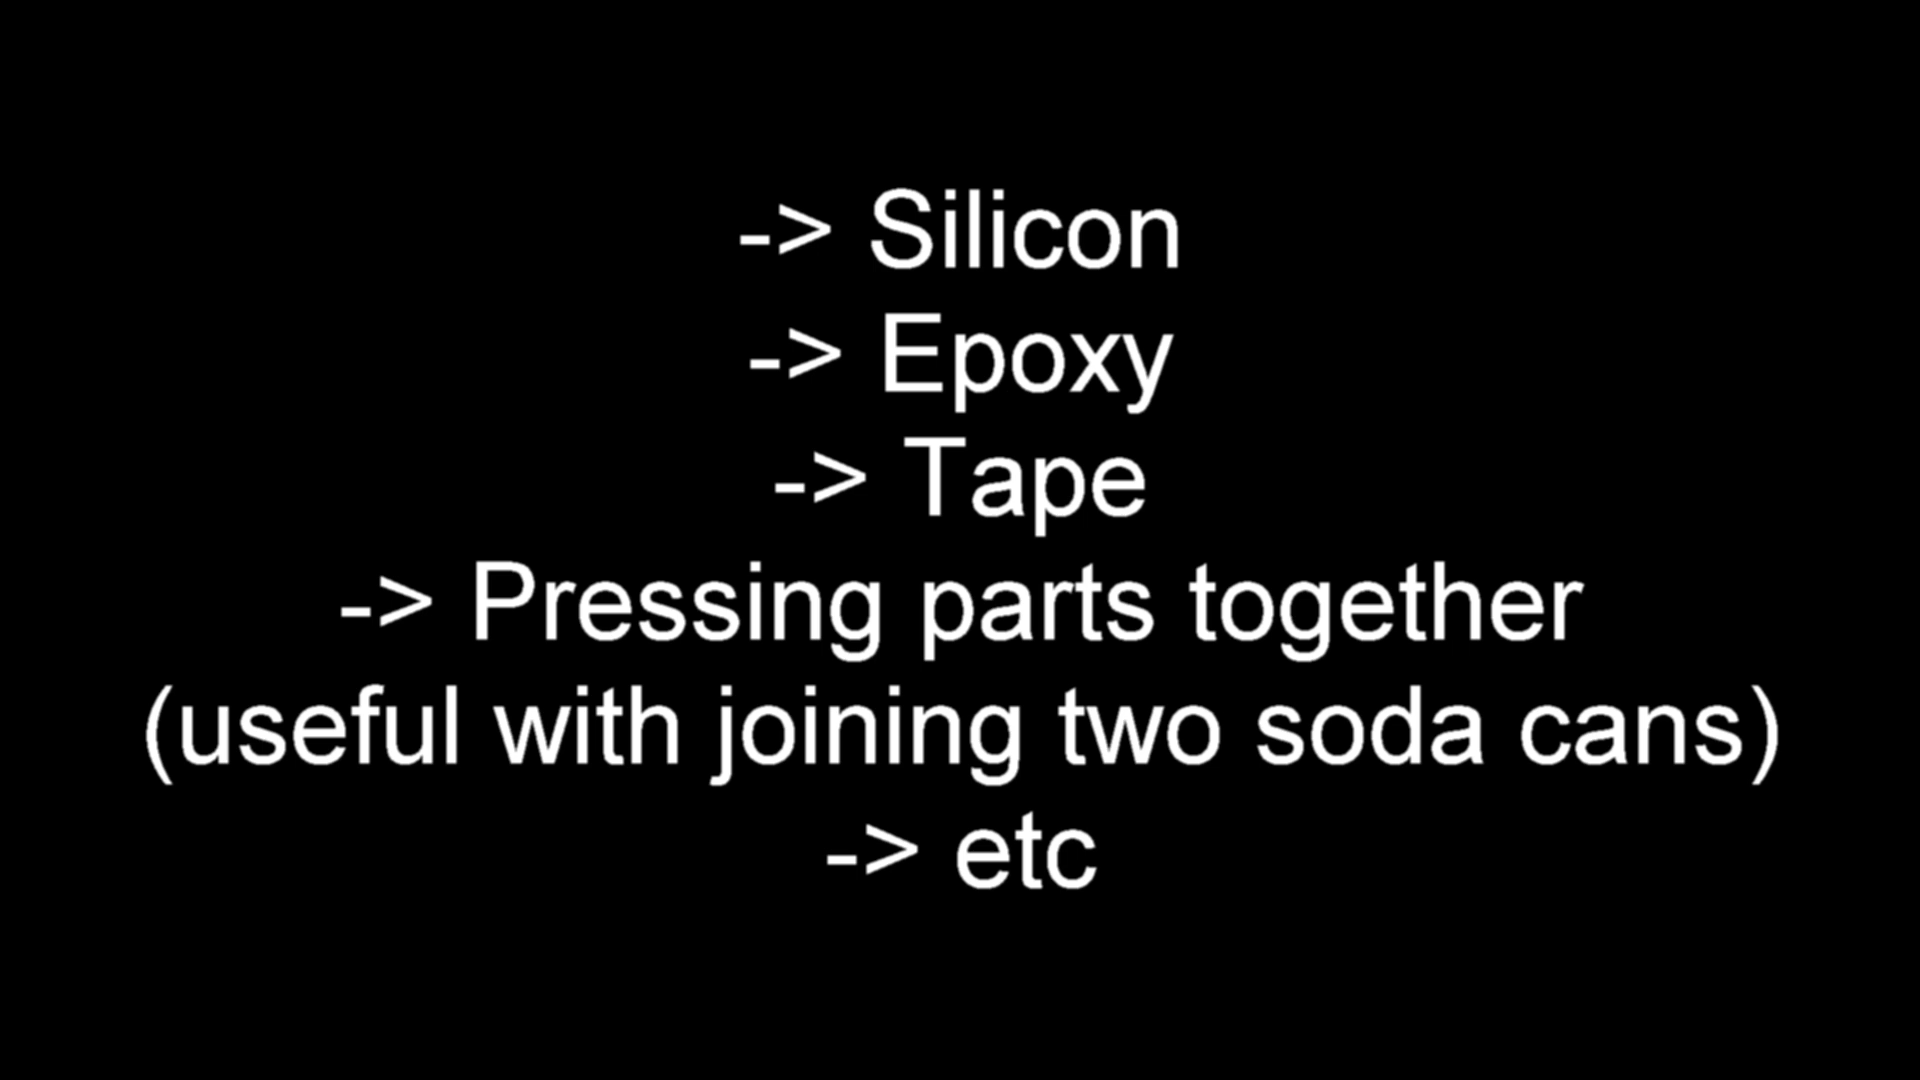 -> Silicon
-> Epoxy
-> Tape
-> Pressing parts together
(useful with joining two soda cans)
-> etc